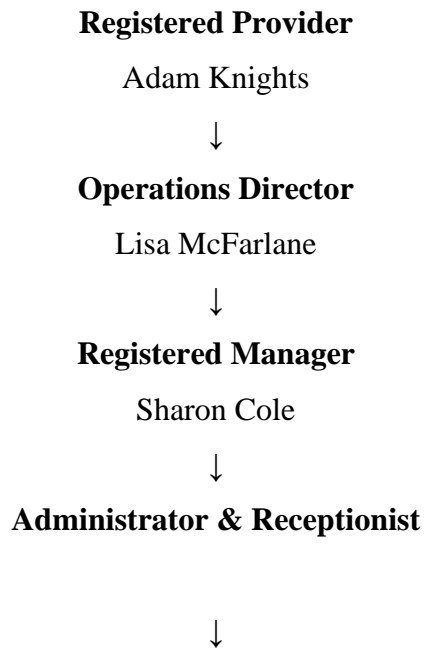 Registered Provider
Adam Knights
↓
Operations Director
Lisa McFarlane
↓
Registered Manager
Sharon Cole
↓
Administrator & Receptionist
↓